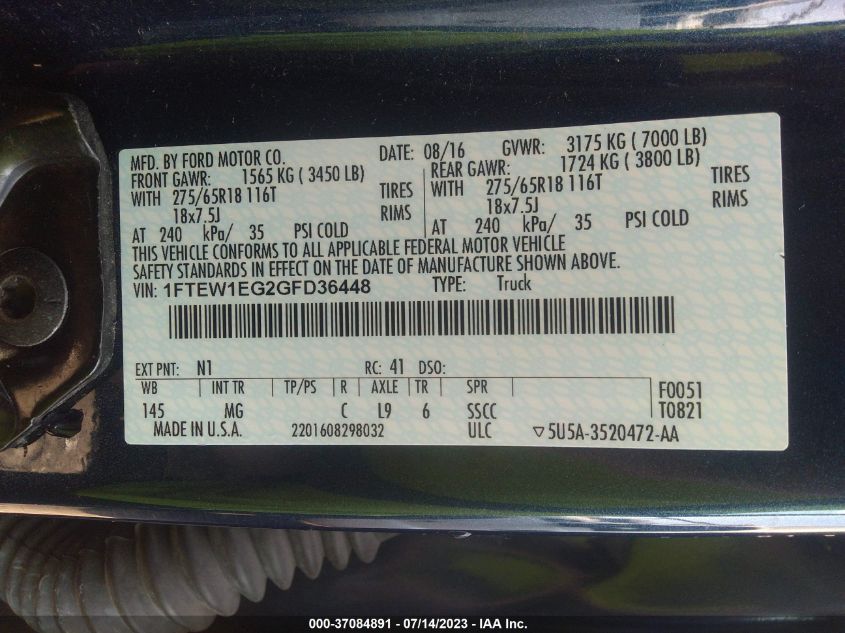 MFD. BY FORD MOTOR CO. DATE: 08/16 GVWR: 3175 KG ( 7000 LB)
FRONT GAWR: 1565 KG ( 3450 LB) REAR GAWR: 1724 KG ( 3800 LB)
WITH 275/65R18 116T TIRES WITH 275/65R18 116T TIRES
18x7.5J RIMS 18x7.5J RIMS
AT 240 kPa/ 35 PSI COLD AT 240 kPa/ 35 PSI COLD
THIS VEHICLE CONFORMS TO ALL APPLICABLE FEDERAL MOTOR VEHICLE
SAFETY STANDARDS IN EFFECT ON THE DATE OF MANUFACTURE SHOWN ABOVE.
VIN: 1FTEW1EG2GFD36448 TYPE: Truck
EXT PNT: N1 RC: 41 DSO:
WB INT TR TP/PS R AXLE TR SPR F0051
145 MG C L9 6 SSCC T0821
MADE IN U.S.A. 2201608298032 ULC ▽5U5A-3520472-AA
000-37084891 - 07/14/2023 - IAA Inc.